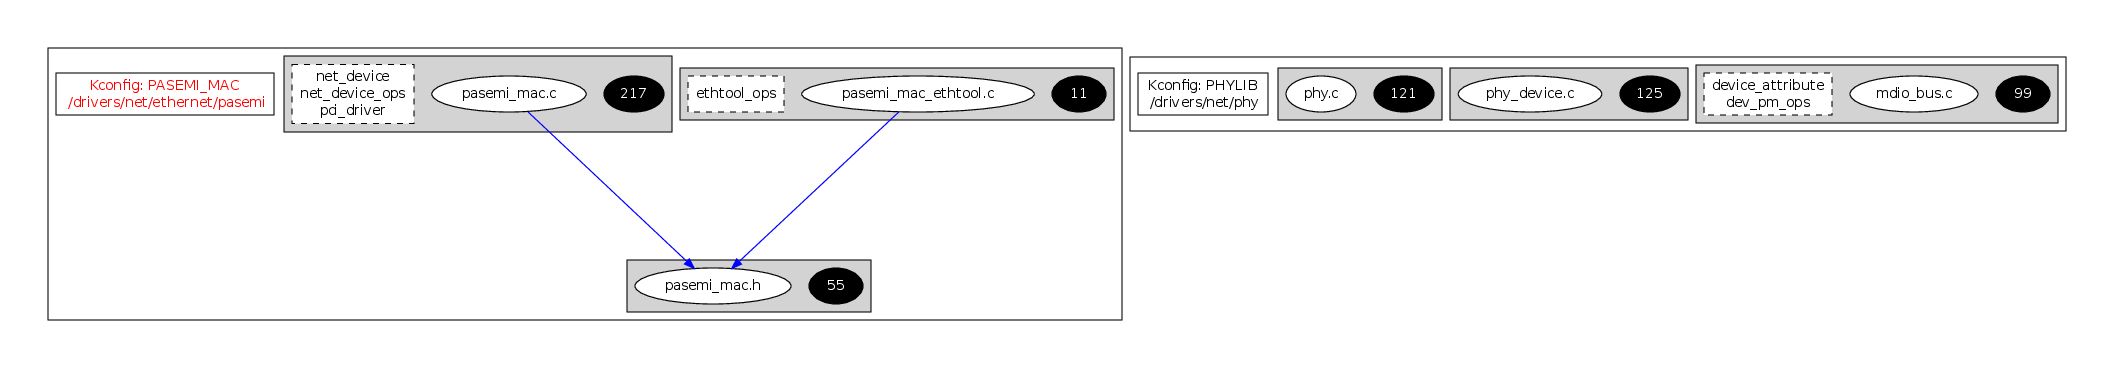 Kconfig: PASEMI_MAC
/drivers/net/ethernet/pasemi
net_device
net_device_ops
pd_driver
pasemi_mac.c
217
ethtool_ops
pasemi_mac_ethtool.c
11
pasemi_mac.h
55
Kconfig: PHYLIB
/drivers/net/phy
phy.c
121
phy_device.c
125
device_attribute
dev_pm_ops
mdio_bus.c
99